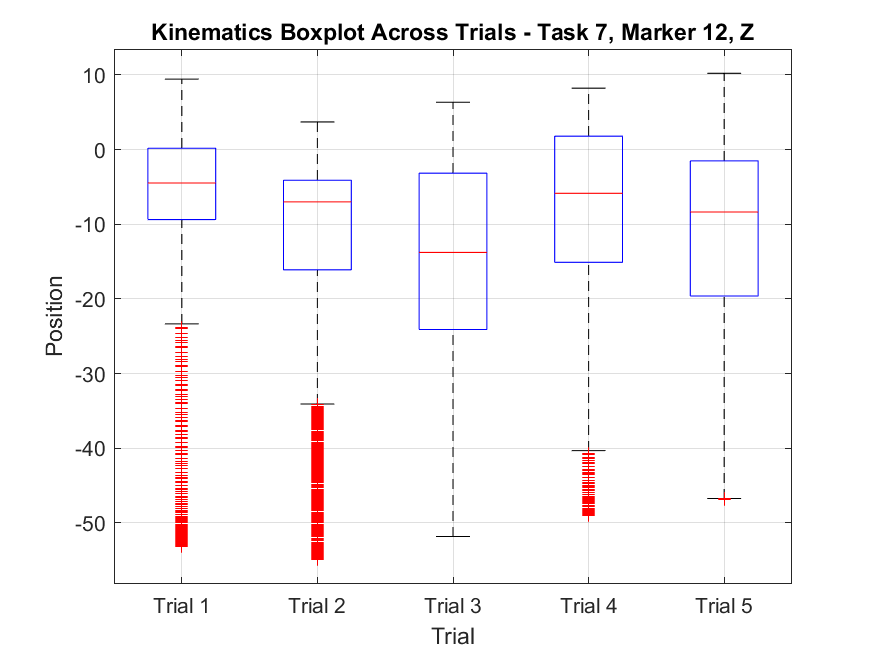 Kinematics Boxplot Across Trials - Task 7, Marker 12, Z
10
0
-10
-20
-30
-40
-50
Position
Trial 1 Trial 2 Trial 3 Trial 4 Trial 5
Trial